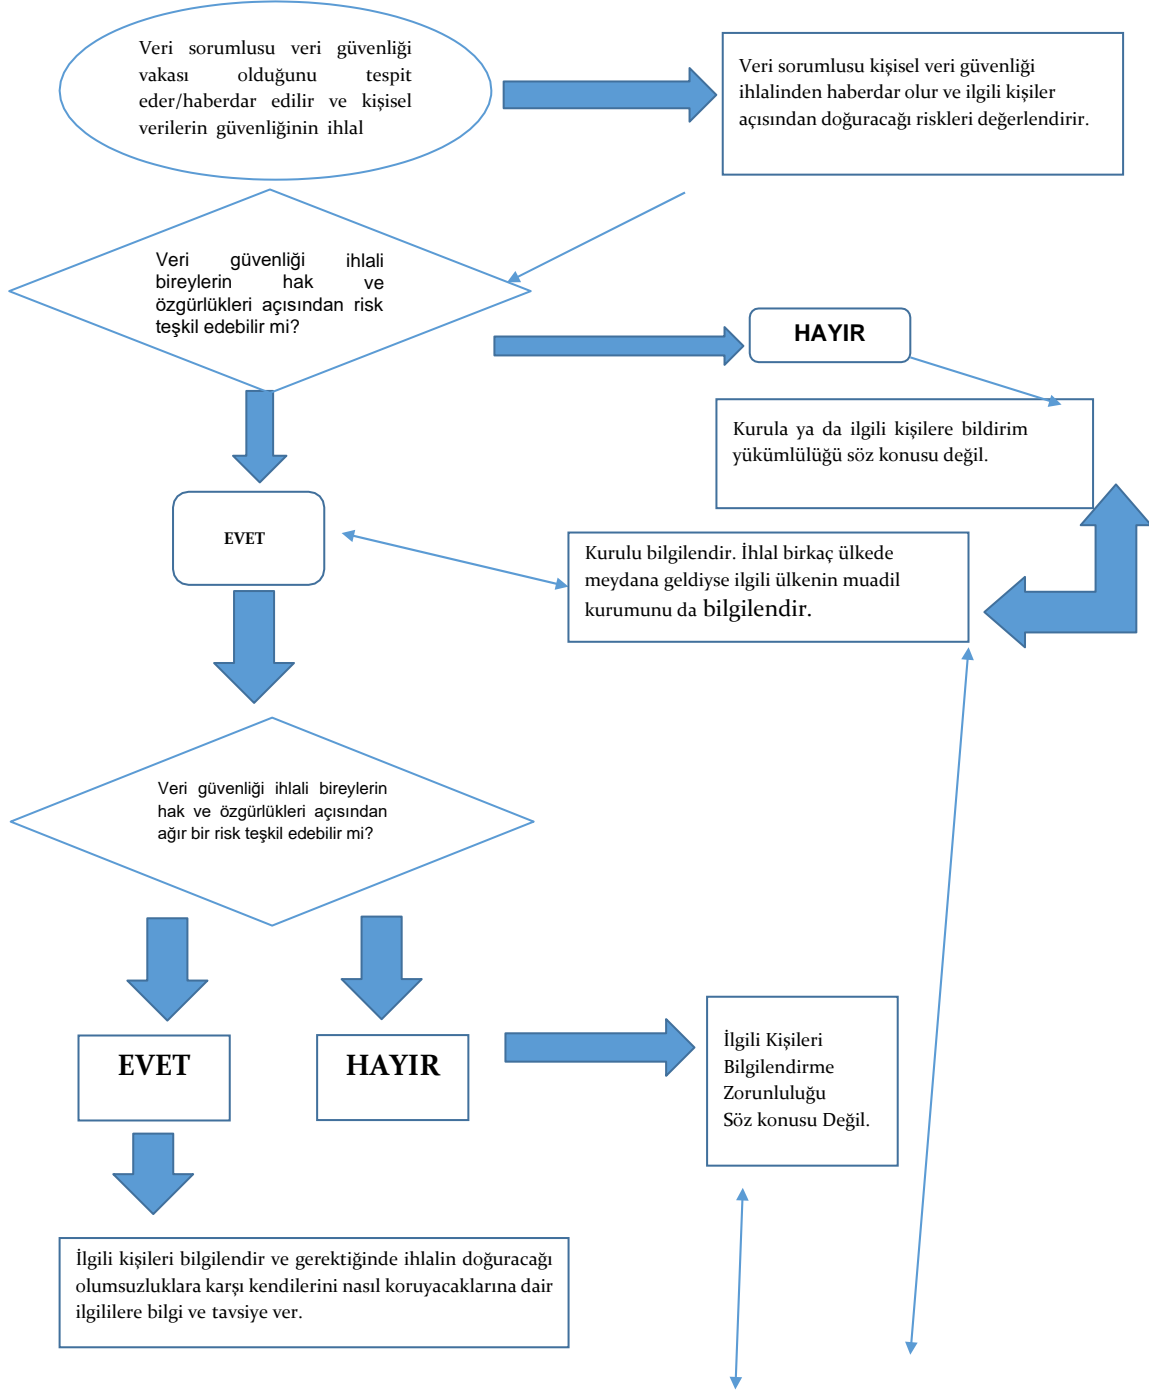 Veri sorumlusu veri güvenliği
vakası olduğunu tespit
eder/haberdar edilir ve kişisel
verilerin güvenliğinin ihlal
Veri sorumlusu kişisel veri güvenliği
ihlalinden haberdar olur ve ilgili kişiler
açısından doğuracağı riskleri değerlendirir.
Veri güvenliği ihlali
bireylerin hak ve
özgürlükleri açısından risk
teşkil edebilir mi?
HAYIR
Kurula ya da ilgili kişilere bildirim
yükümlülüğü söz konusu değil.
EVET
Kurulu bilgilendir. İhlal birkaç ülkede
meydana geldiyse ilgili ülkenin muadil
kurumunu da bilgilendir.
Veri güvenliği ihlali bireylerin
hak ve özgürlükleri açısından
ağır bir risk teşkil edebilir mi?
EVET
HAYIR
İlgili Kişileri
Bilgilendirme
Zorunluluğu
Söz konusu Değil.
İlgili kişileri bilgilendir ve gerektiğinde ihlalin doğuracağı
olumsuzluklara karşı kendilerini nasıl koruyacaklarına dair
ilgililere bilgi ve tavsiye ver.